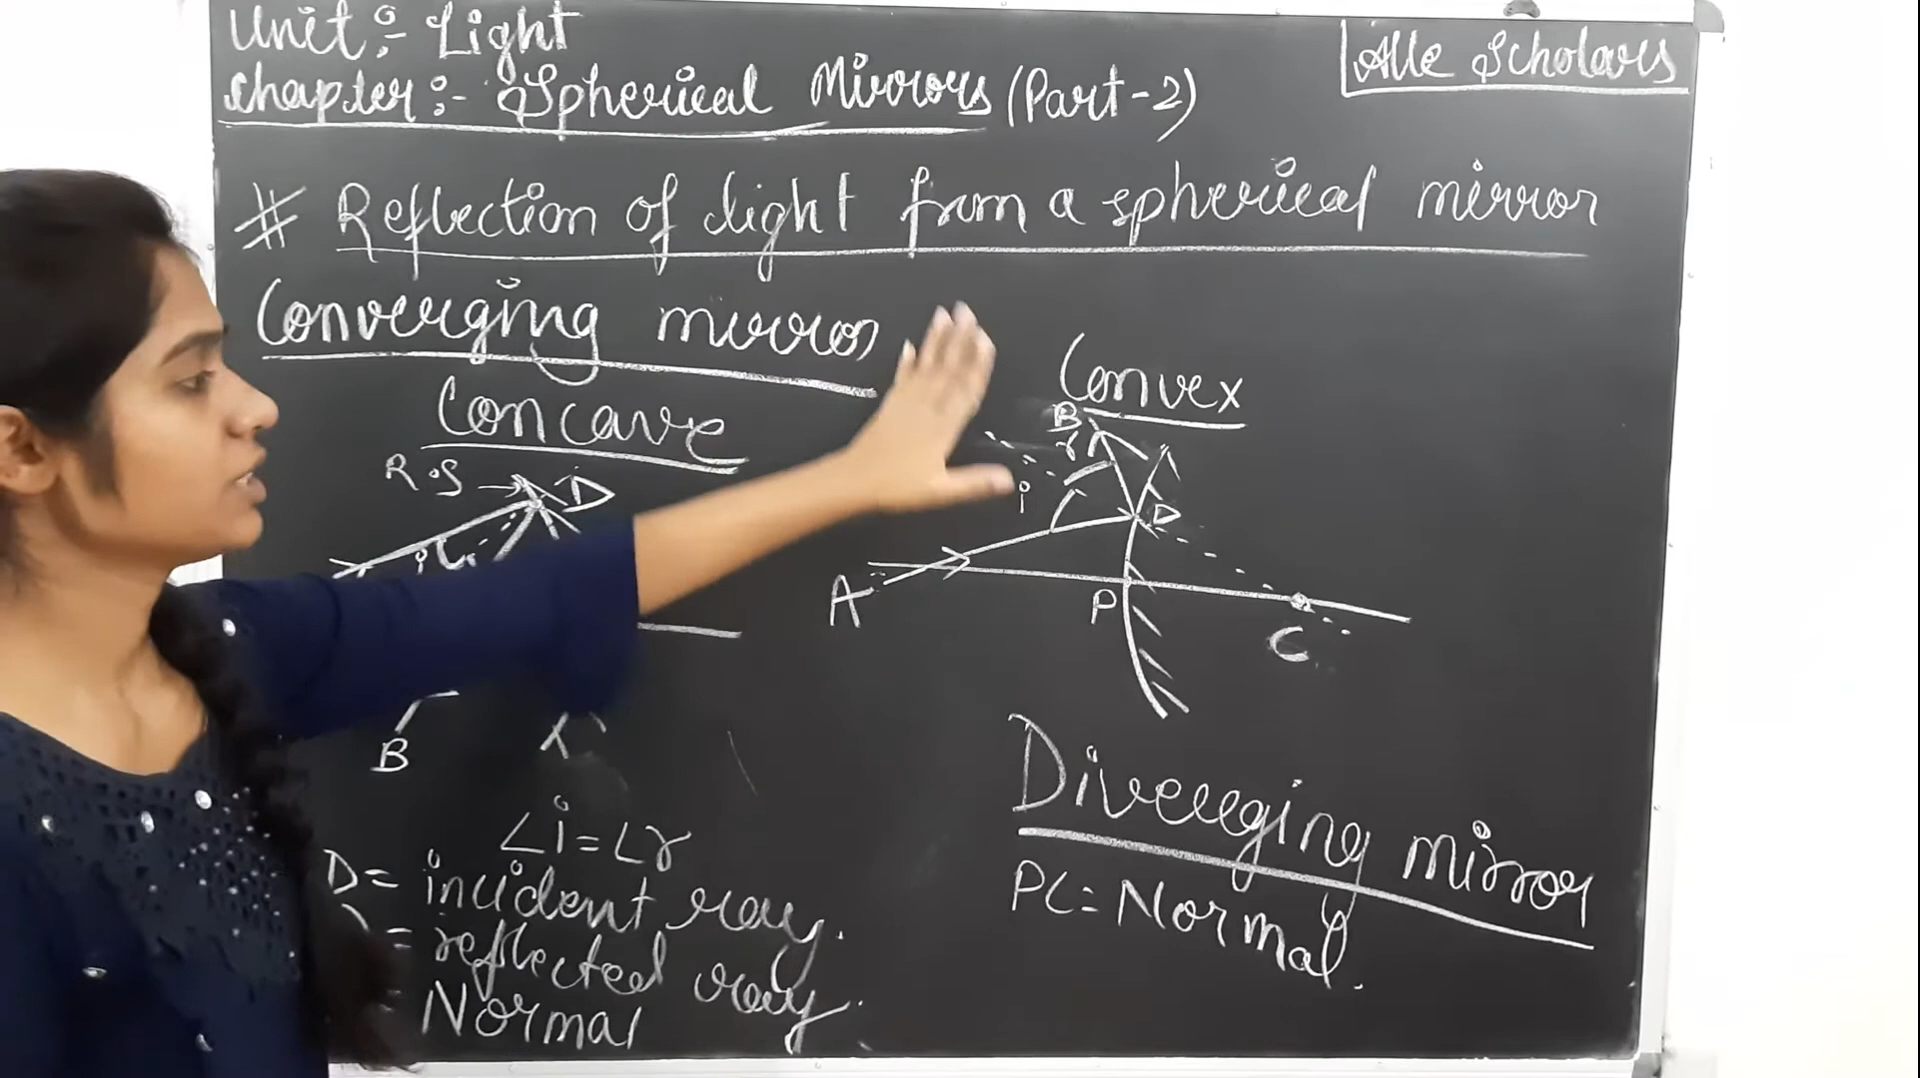 Unit :- Light
Alle Scholars
Chapter :- Spherical Mirrors (Part-2)
# Reflection of light from a spherical mirror
Converging mirror
Concave
R.S
D
i
B
Convex
B
r
i
D
A
P
C
∠i = ∠r
D = incident ray.
= reflected ray.
Normal
Diverging mirror
PC = Normal.